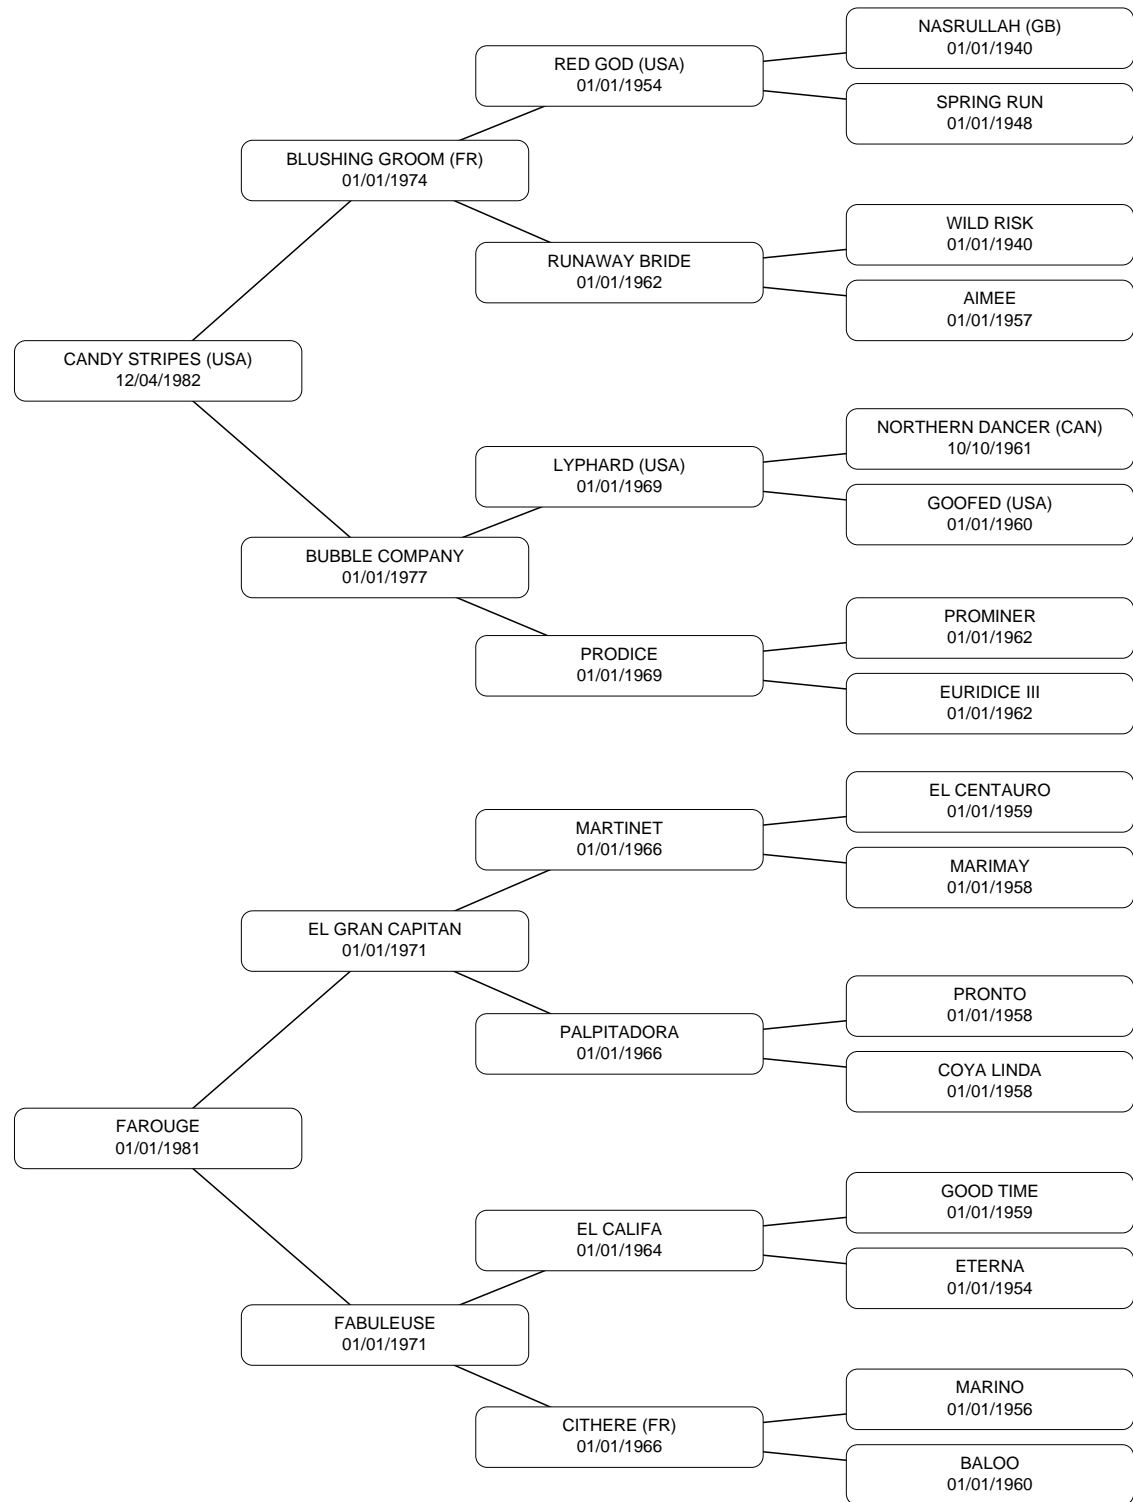 NASRULLAH (GB)
01/01/1940
RED GOD (USA)
01/01/1954
SPRING RUN
01/01/1948
BLUSHING GROOM (FR)
01/01/1974
WILD RISK
01/01/1940
RUNAWAY BRIDE
01/01/1962
AIMEE
01/01/1957
CANDY STRIPES (USA)
12/04/1982
NORTHERN DANCER (CAN)
10/10/1961
LYPHARD (USA)
01/01/1969
GOOFED (USA)
01/01/1960
BUBBLE COMPANY
01/01/1977
PROMINER
01/01/1962
PRODICE
01/01/1969
EURIDICE III
01/01/1962
EL CENTAURO
01/01/1959
MARTINET
01/01/1966
MARIMAY
01/01/1958
EL GRAN CAPITAN
01/01/1971
PRONTO
01/01/1958
PALPITADORA
01/01/1966
COYA LINDA
01/01/1958
FAROUGE
01/01/1981
GOOD TIME
01/01/1959
EL CALIFA
01/01/1964
ETERNA
01/01/1954
FABULEUSE
01/01/1971
MARINO
01/01/1956
CITHERE (FR)
01/01/1966
BALOO
01/01/1960